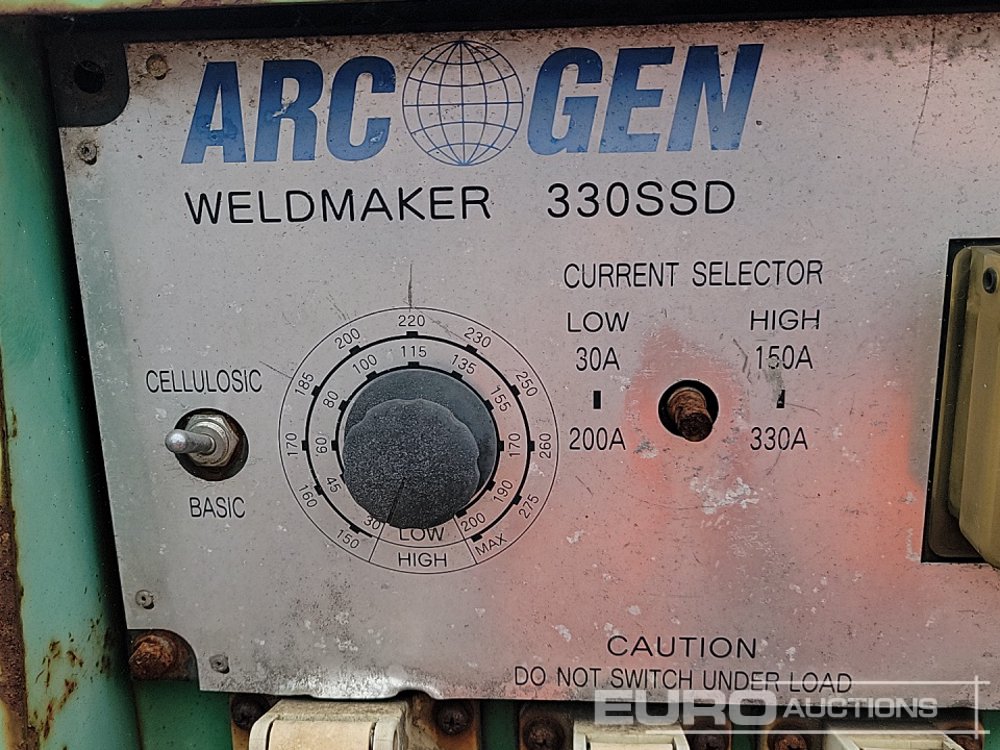 ARC GEN
WELDMAKER 330SSD
CURRENT SELECTOR
LOW HIGH
30A 150A
200A 330A
CELLULOSIC
BASIC
150 160 170 185 200 220 230 250 260 275 MAX
30 45 60 80 100 115 135 155 170 190 200
LOW
HIGH
CAUTION
DO NOT SWITCH UNDER LOAD
EURO AUCTIONS